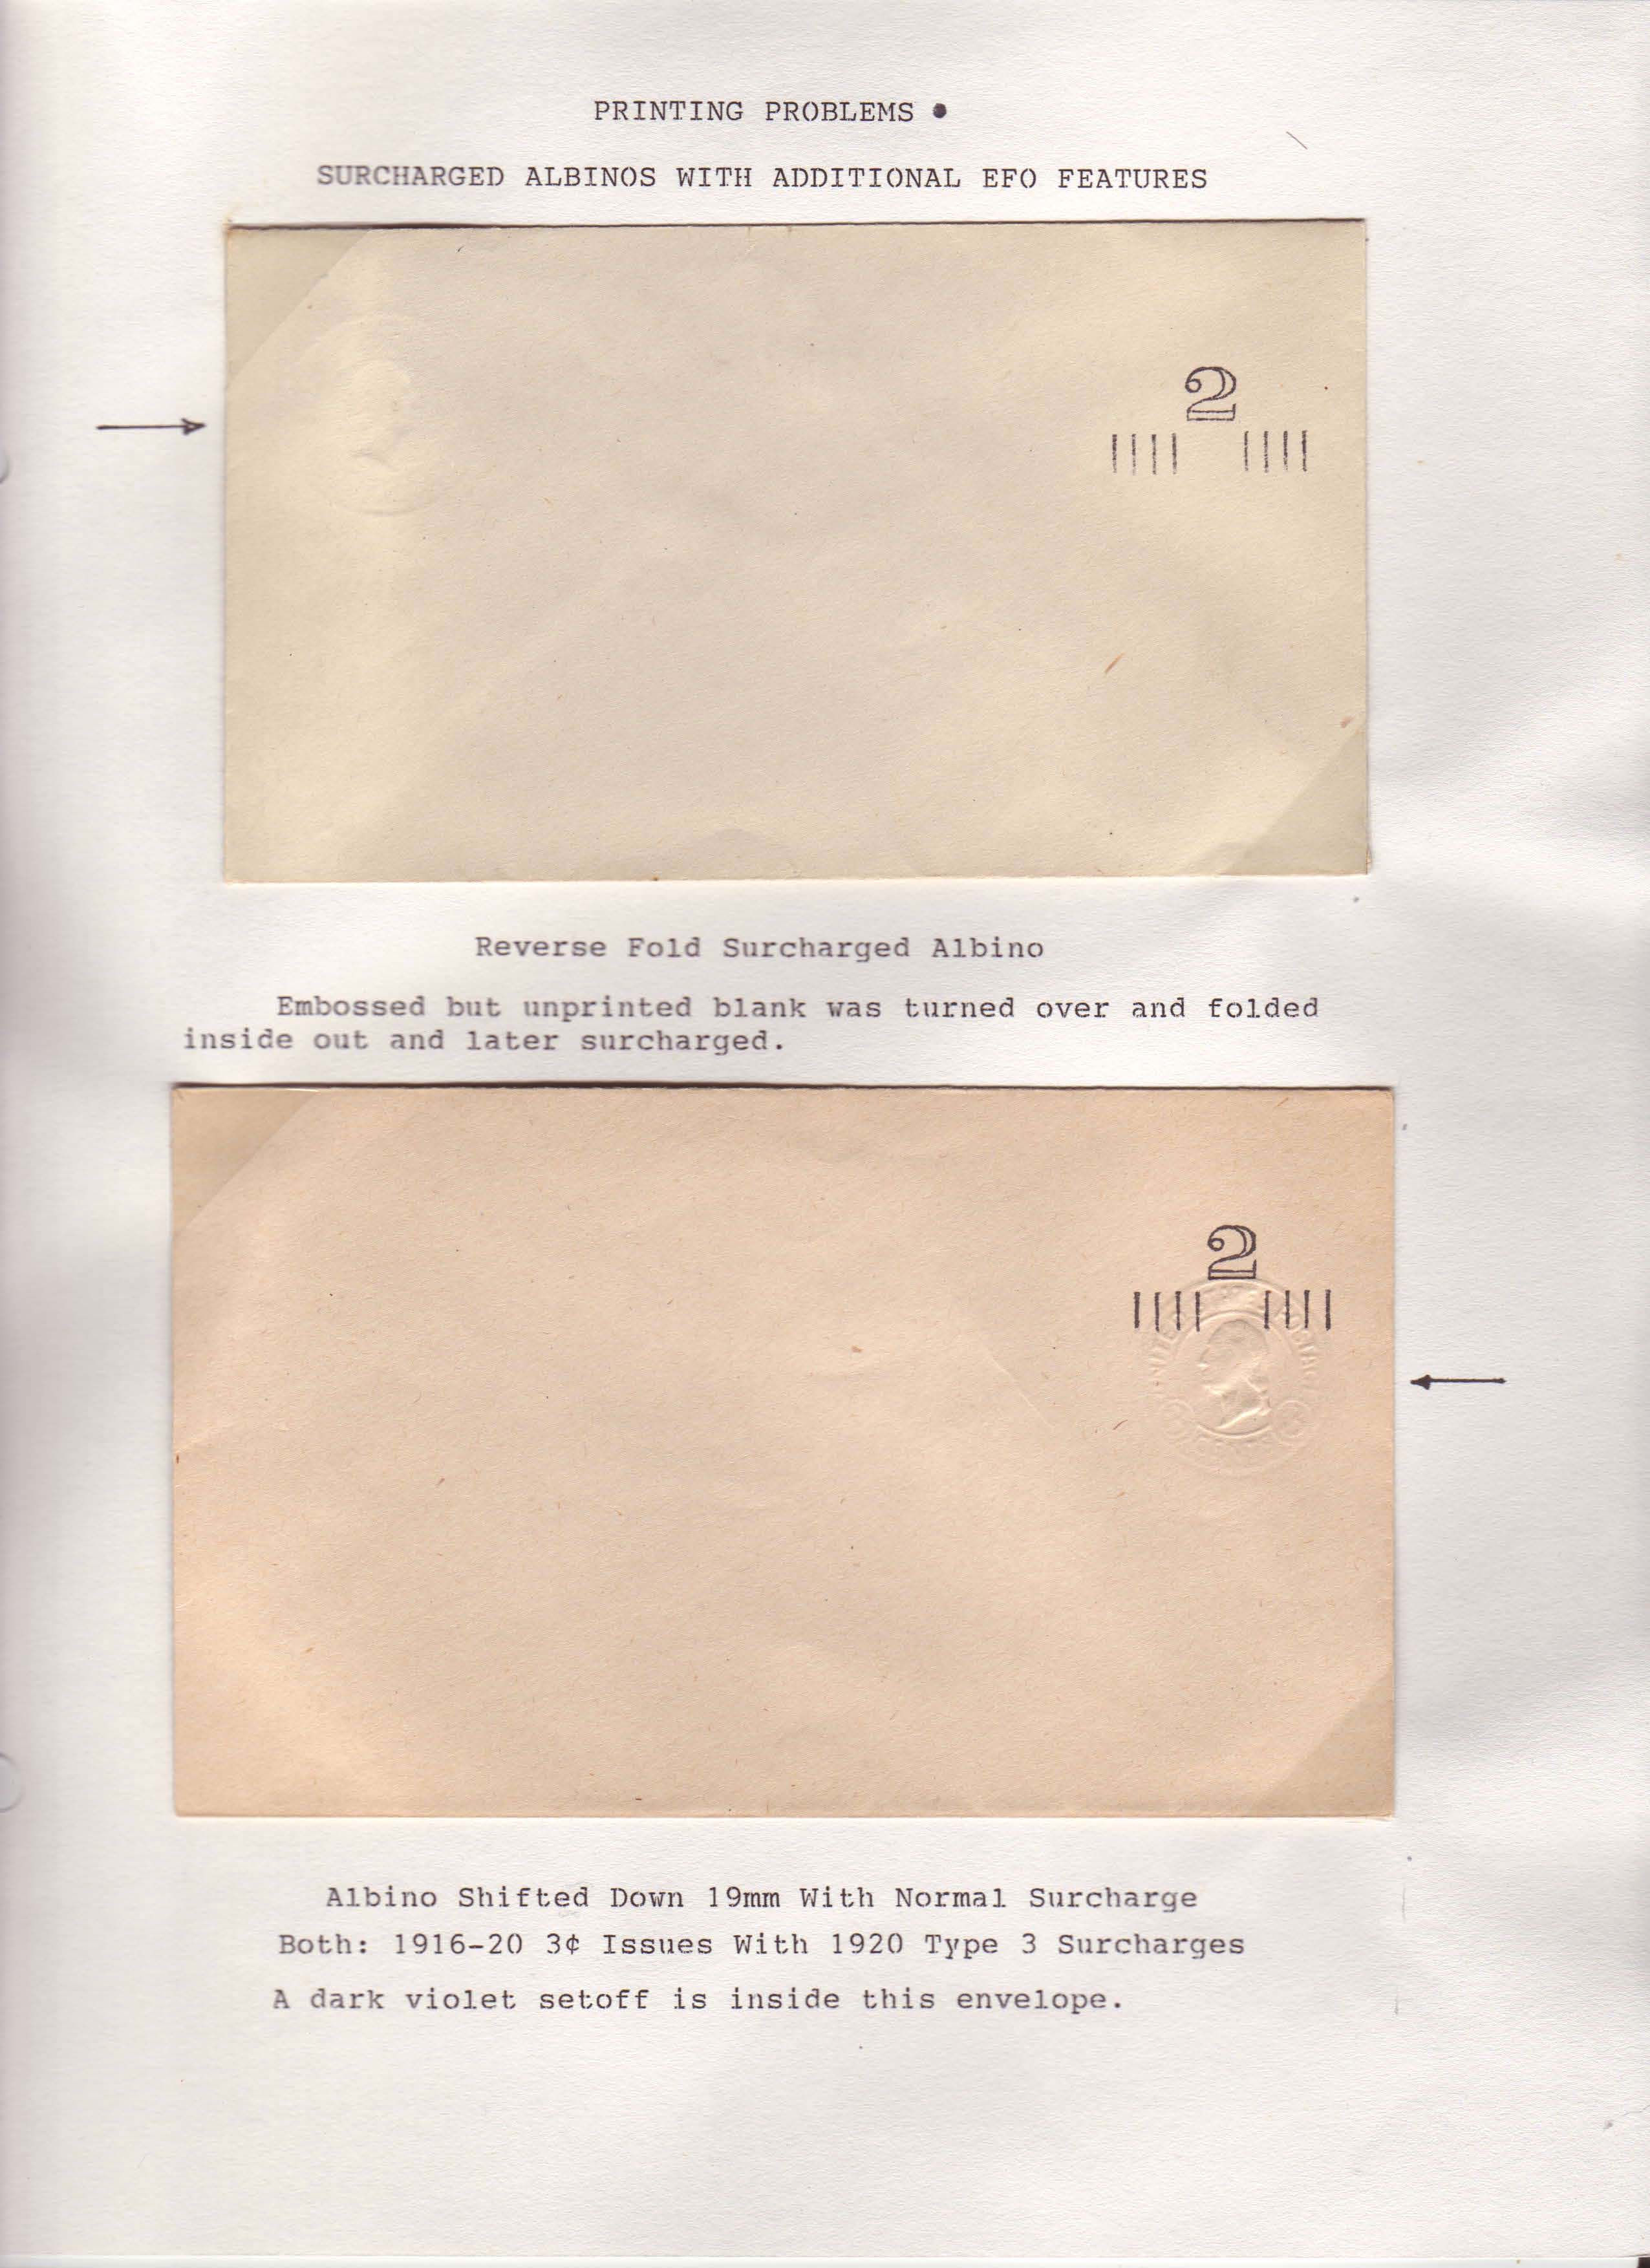 PRINTING PROBLEMS •
SURCHARGED ALBINOS WITH ADDITIONAL EFO FEATURES
2
Reverse Fold Surcharged Albino
Embossed but unprinted blank was turned over and folded
inside out and later surcharged.
2
Albino Shifted Down 19mm With Normal Surcharge
Both: 1916-20 3¢ Issues With 1920 Type 3 Surcharges
A dark violet setoff is inside this envelope.